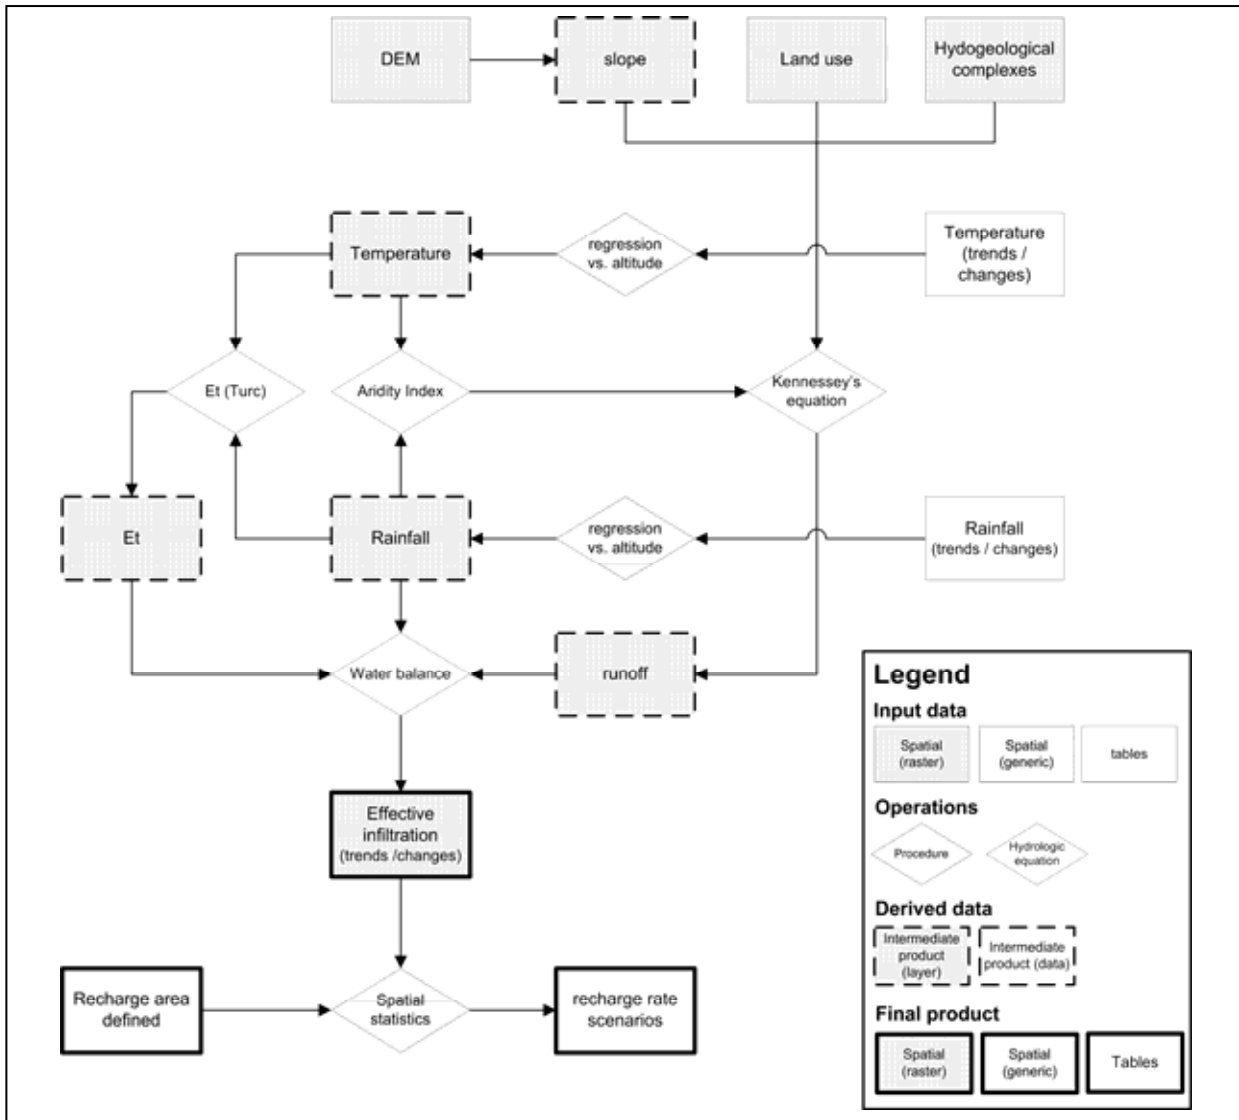 DEM
slope
Land use
Hydogeological
complexes
Temperature
regression
vs. altitude
Temperature
(trends /
changes)
Et (Turc)
Aridity Index
Kennessey's
equation
Et
Rainfall
regression
vs. altitude
Rainfall
(trends / changes)
Water balance
runoff
Effective
infiltration
(trends /changes)
Recharge area
defined
Spatial
statistics
recharge rate
scenarios
Legend
Input data
Spatial
(raster)
Spatial
(generic)
tables
Operations
Procedure
Hydrologic
equation
Derived data
Intermediate
product
(layer)
Intermediate
product (data)
Final product
Spatial
(raster)
Spatial
(generic)
Tables